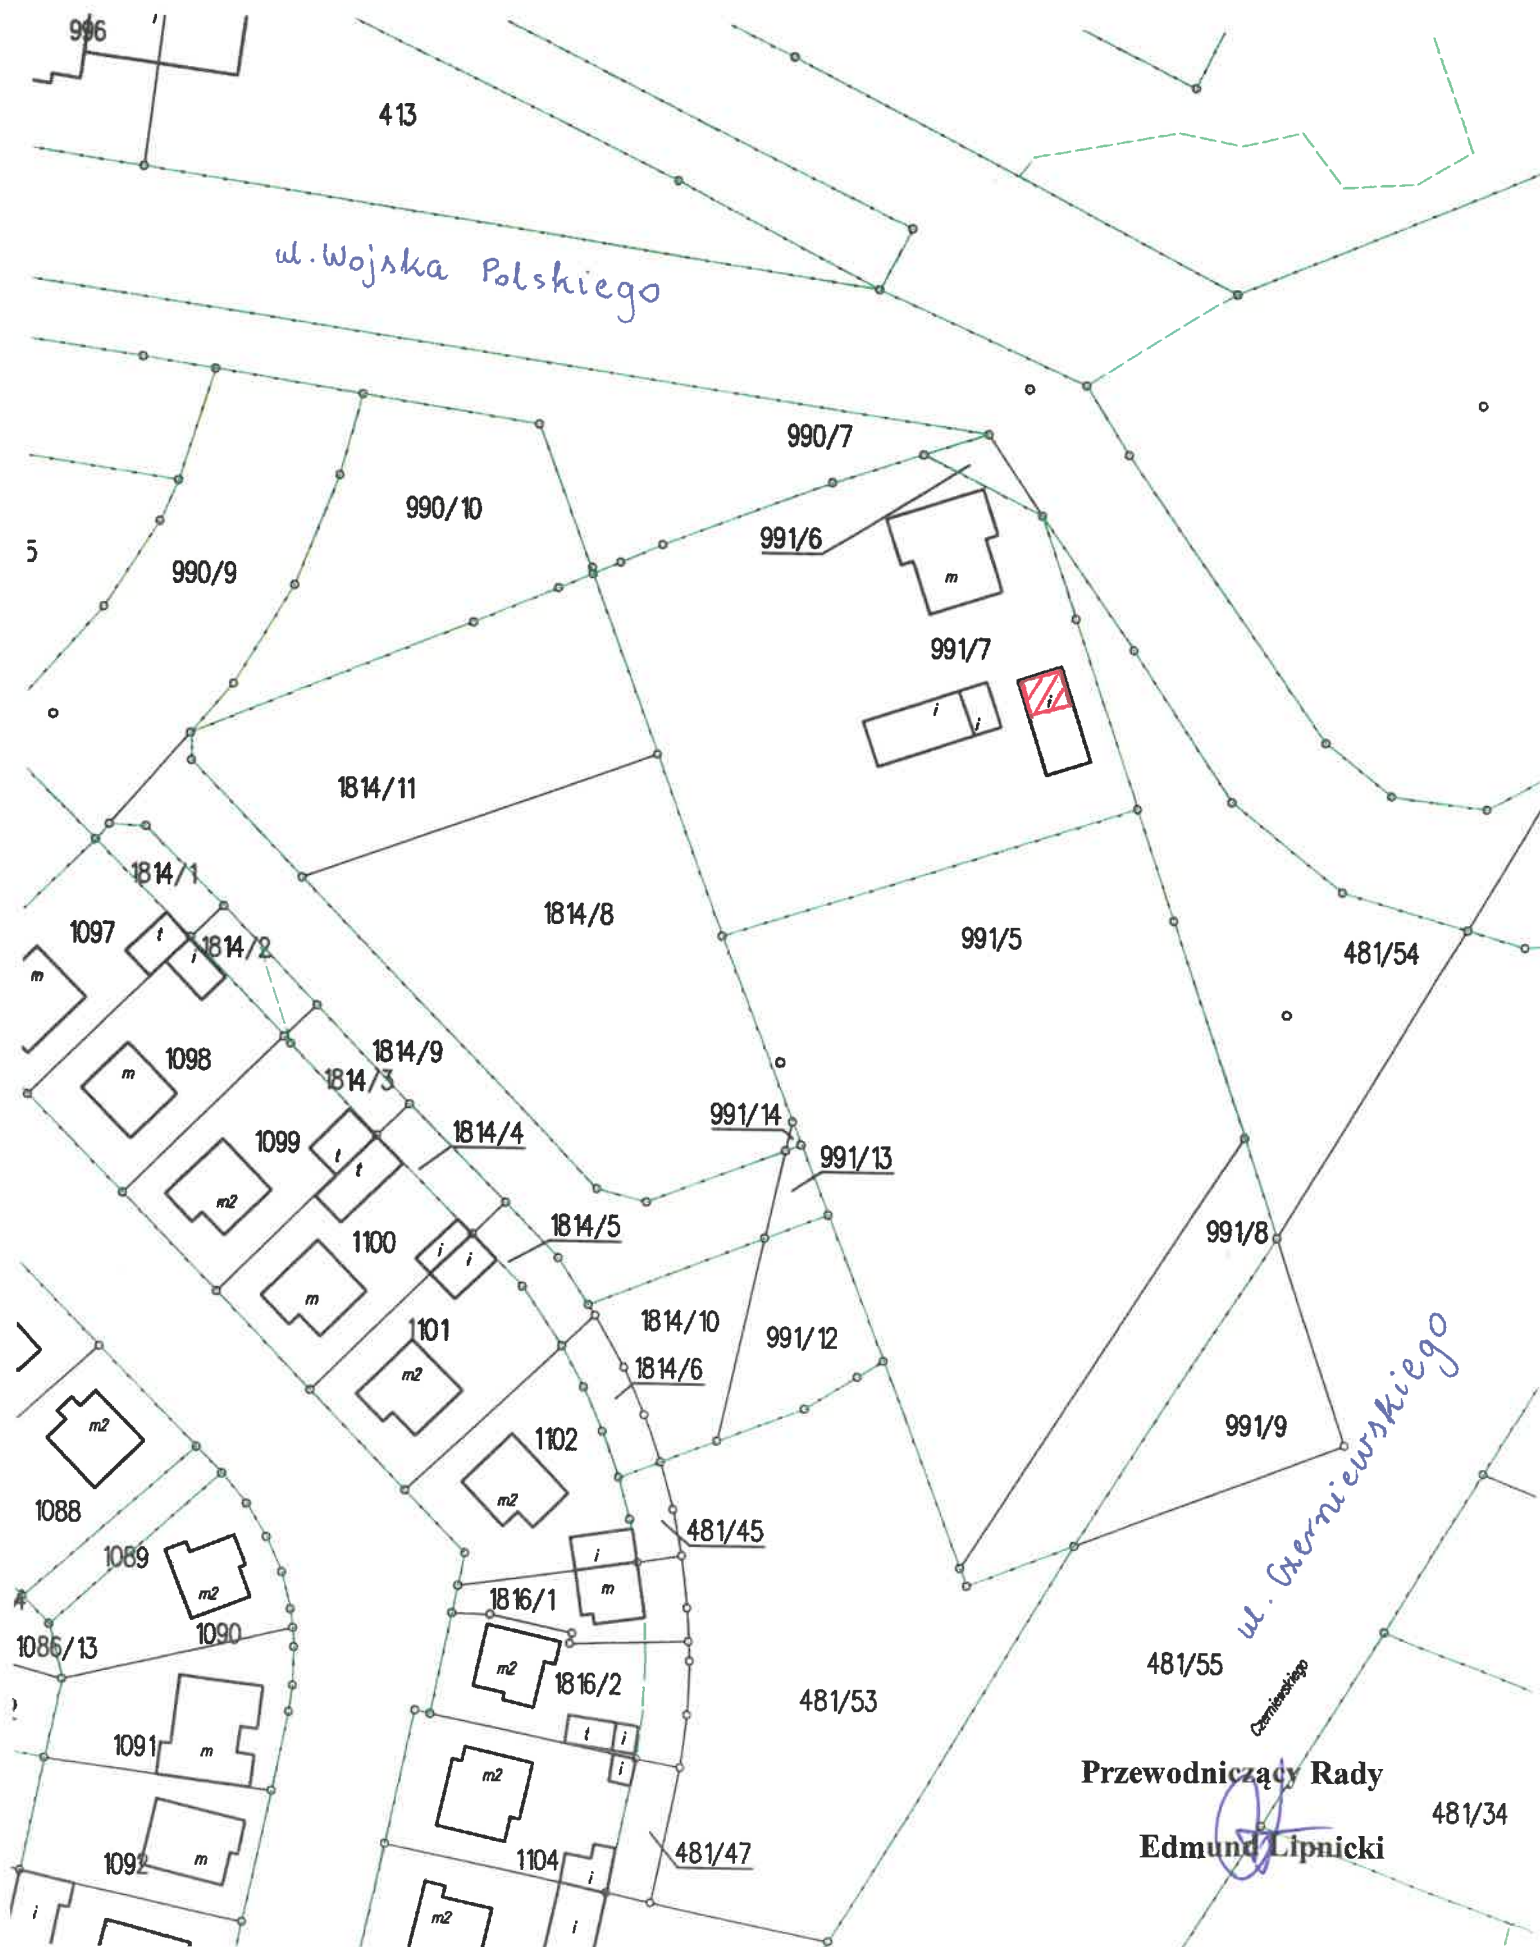 996
i
413
ul. Wojska Polskiego
990/7
990/10
991/6
5
990/9
m
991/7
i
i
i
1814/11
1814/1
1814/8
1097
t
1814/2
i
991/5
481/54
m
1098
m
1814/9
1814/3
991/14
1099
t
t
1814/4
991/13
m2
1814/5
1100
i
i
991/8
m
1101
1814/10
991/12
m2
1814/6
m2
991/9
1102
ul. Czerniewskiego
m2
1088
481/45
1089
i
m2
m
1816/1
1090
1086/13
m2
1816/2
481/55
481/53
Czerniewskiego
t
i
1091
m
i
m2
Przewodniczący Rady
481/34
Edmund Lipnicki
481/47
1092
m
1104
i
i
m2
i